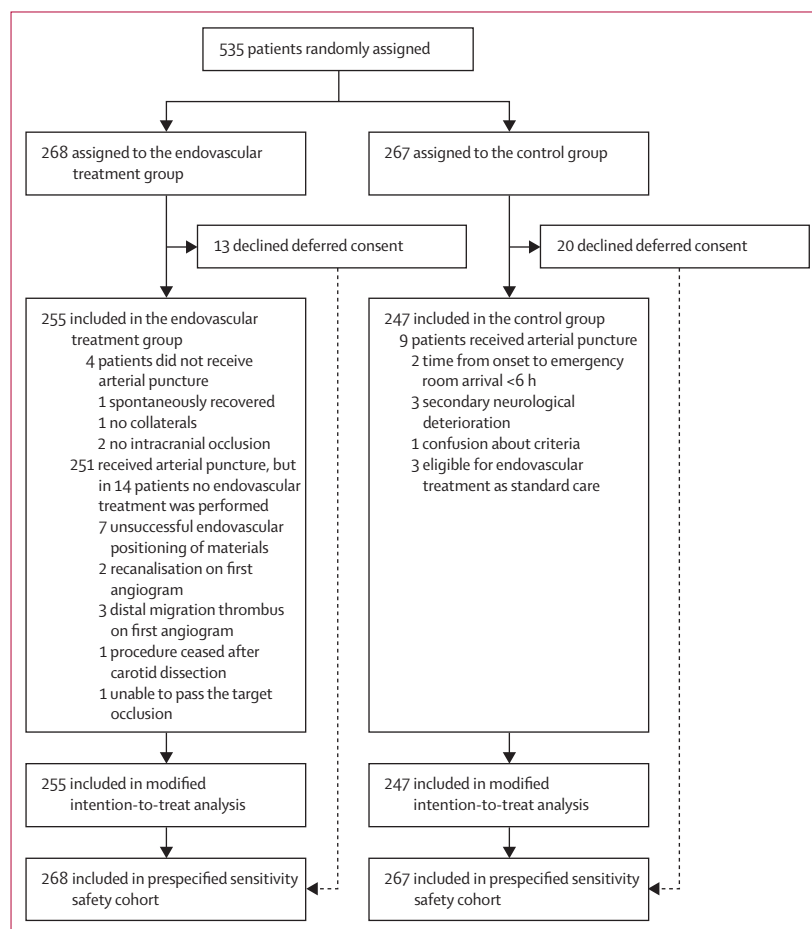 535 patients randomly assigned
268 assigned to the endovascular
treatment group
267 assigned to the control group
13 declined deferred consent
20 declined deferred consent
255 included in the endovascular
treatment group
4 patients did not receive
arterial puncture
1 spontaneously recovered
1 no collaterals
2 no intracranial occlusion
251 received arterial puncture, but
in 14 patients no endovascular
treatment was performed
7 unsuccessful endovascular
positioning of materials
2 recanalisation on first
angiogram
3 distal migration thrombus
on first angiogram
1 procedure ceased after
carotid dissection
1 unable to pass the target
occlusion
247 included in the control group
9 patients received arterial puncture
2 time from onset to emergency
room arrival <6 h
3 secondary neurological
deterioration
1 confusion about criteria
3 eligible for endovascular
treatment as standard care
255 included in modified
intention-to-treat analysis
247 included in modified
intention-to-treat analysis
268 included in prespecified sensitivity
safety cohort
267 included in prespecified sensitivity
safety cohort